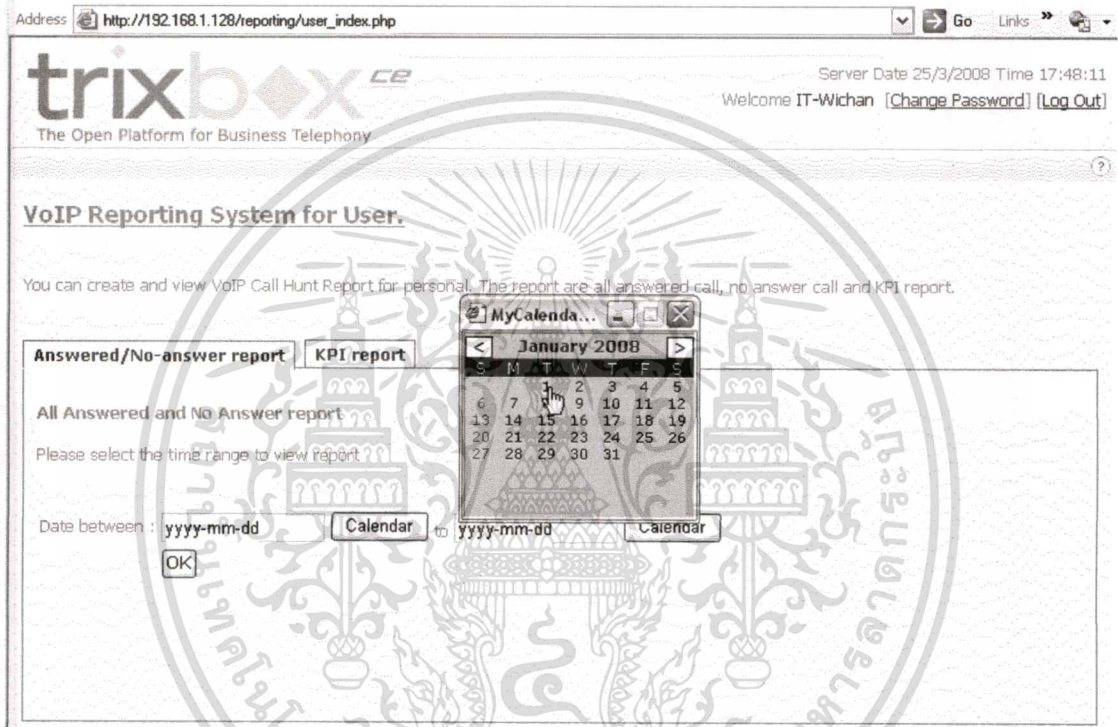 Address http://192.168.1.128/reporting/user_index.php Go Links »
trixbox ce
The Open Platform for Business Telephony
Server Date 25/3/2008 Time 17:48:11
Welcome IT-Wichan [Change Password] [Log Out]
?
VoIP Reporting System for User.
You can create and view VoIP Call Hunt Report for personal. The report are all answered call, no answer call and KPI report.
MyCalenda...
< January 2008 >
S M T W T F S
1 2 3 4 5
6 7 9 10 11 12
13 14 15 16 17 18 19
20 21 22 23 24 25 26
27 28 29 30 31
Answered/No-answer report KPI report
All Answered and No Answer report
Please select the time range to view report
Date between : yyyy-mm-dd Calendar to yyyy-mm-dd Calendar
OK